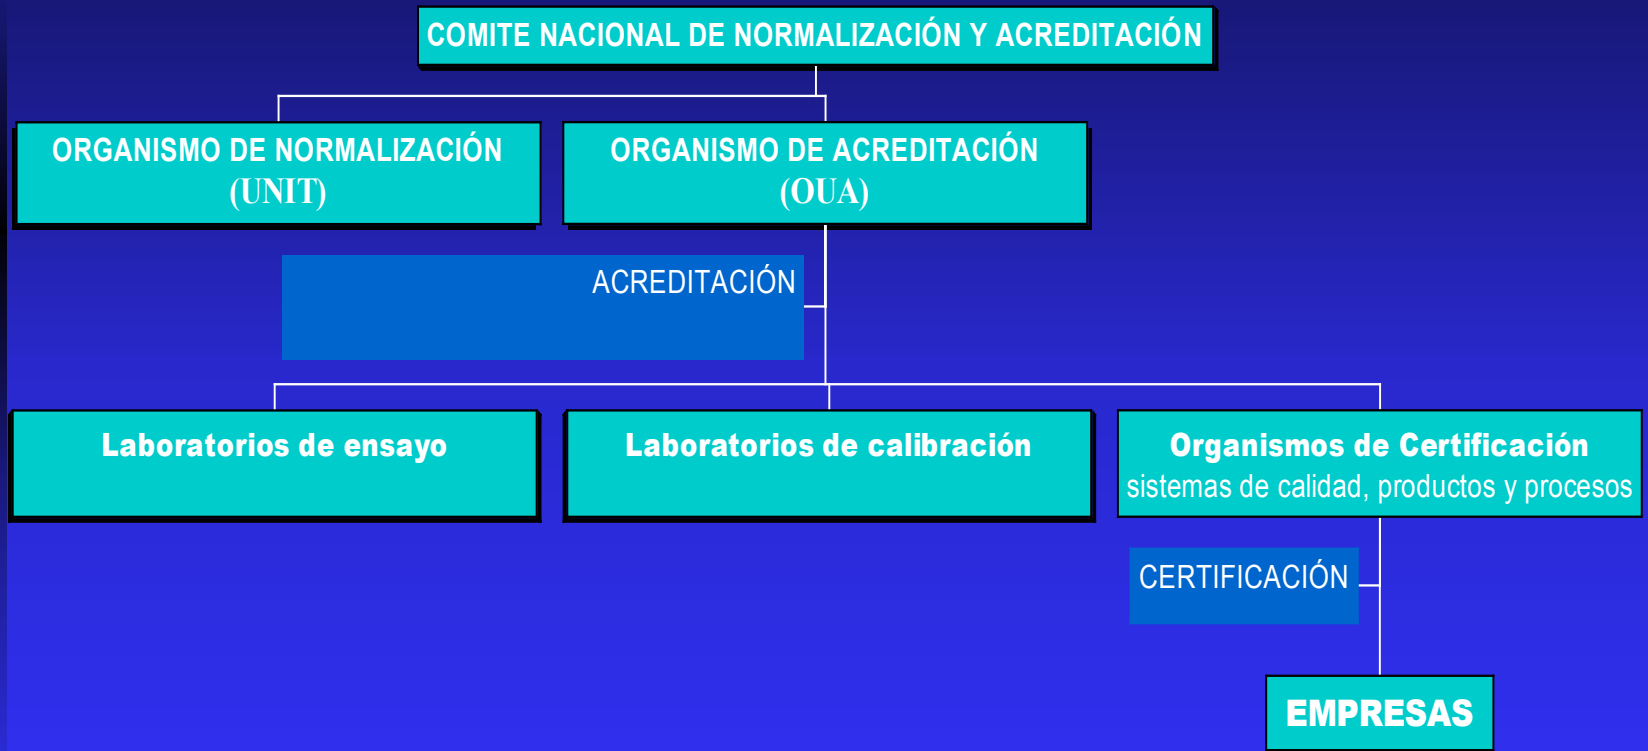 COMITE NACIONAL DE NORMALIZACIÓN Y ACREDITACIÓN
ORGANISMO DE NORMALIZACIÓN
(UNIT)
ORGANISMO DE ACREDITACIÓN
(OUA)
ACREDITACIÓN
Laboratorios de ensayo
Laboratorios de calibración
Organismos de Certificación
sistemas de calidad, productos y procesos
CERTIFICACIÓN
EMPRESAS